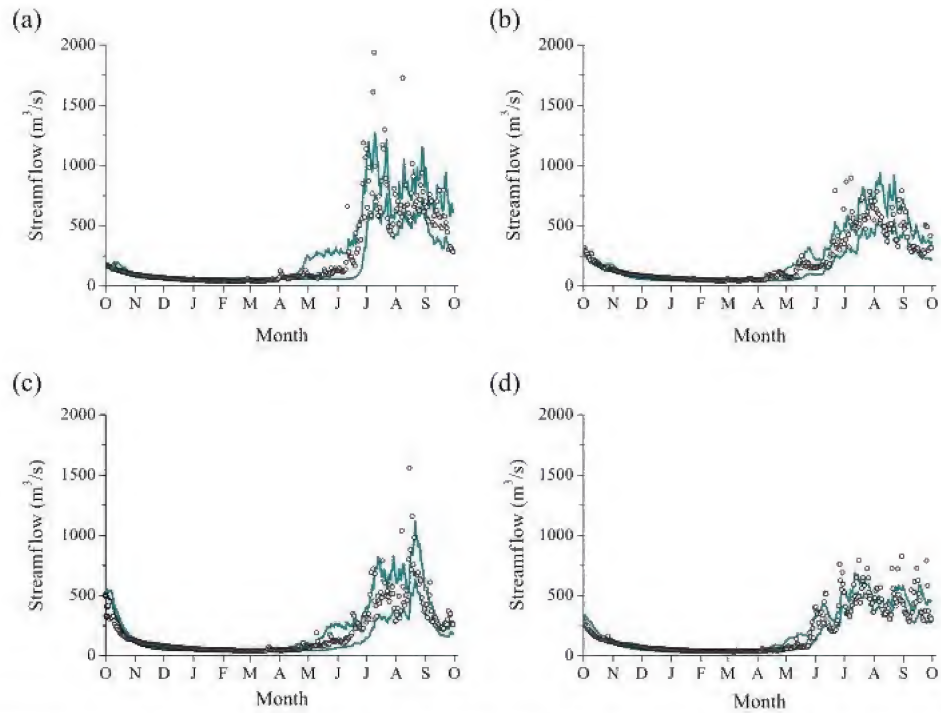 (a)
2000
1500
1000
500
0
Streamflow (m³/s)
O N D J F M A M J J A S O
Month
(b)
2000
1500
1000
500
0
Streamflow (m³/s)
O N D J F M A M J J A S O
Month
(c)
2000
1500
1000
500
0
Streamflow (m³/s)
O N D J F M A M J J A S O
Month
(d)
2000
1500
1000
500
0
Streamflow (m³/s)
O N D J F M A M J J A S O
Month